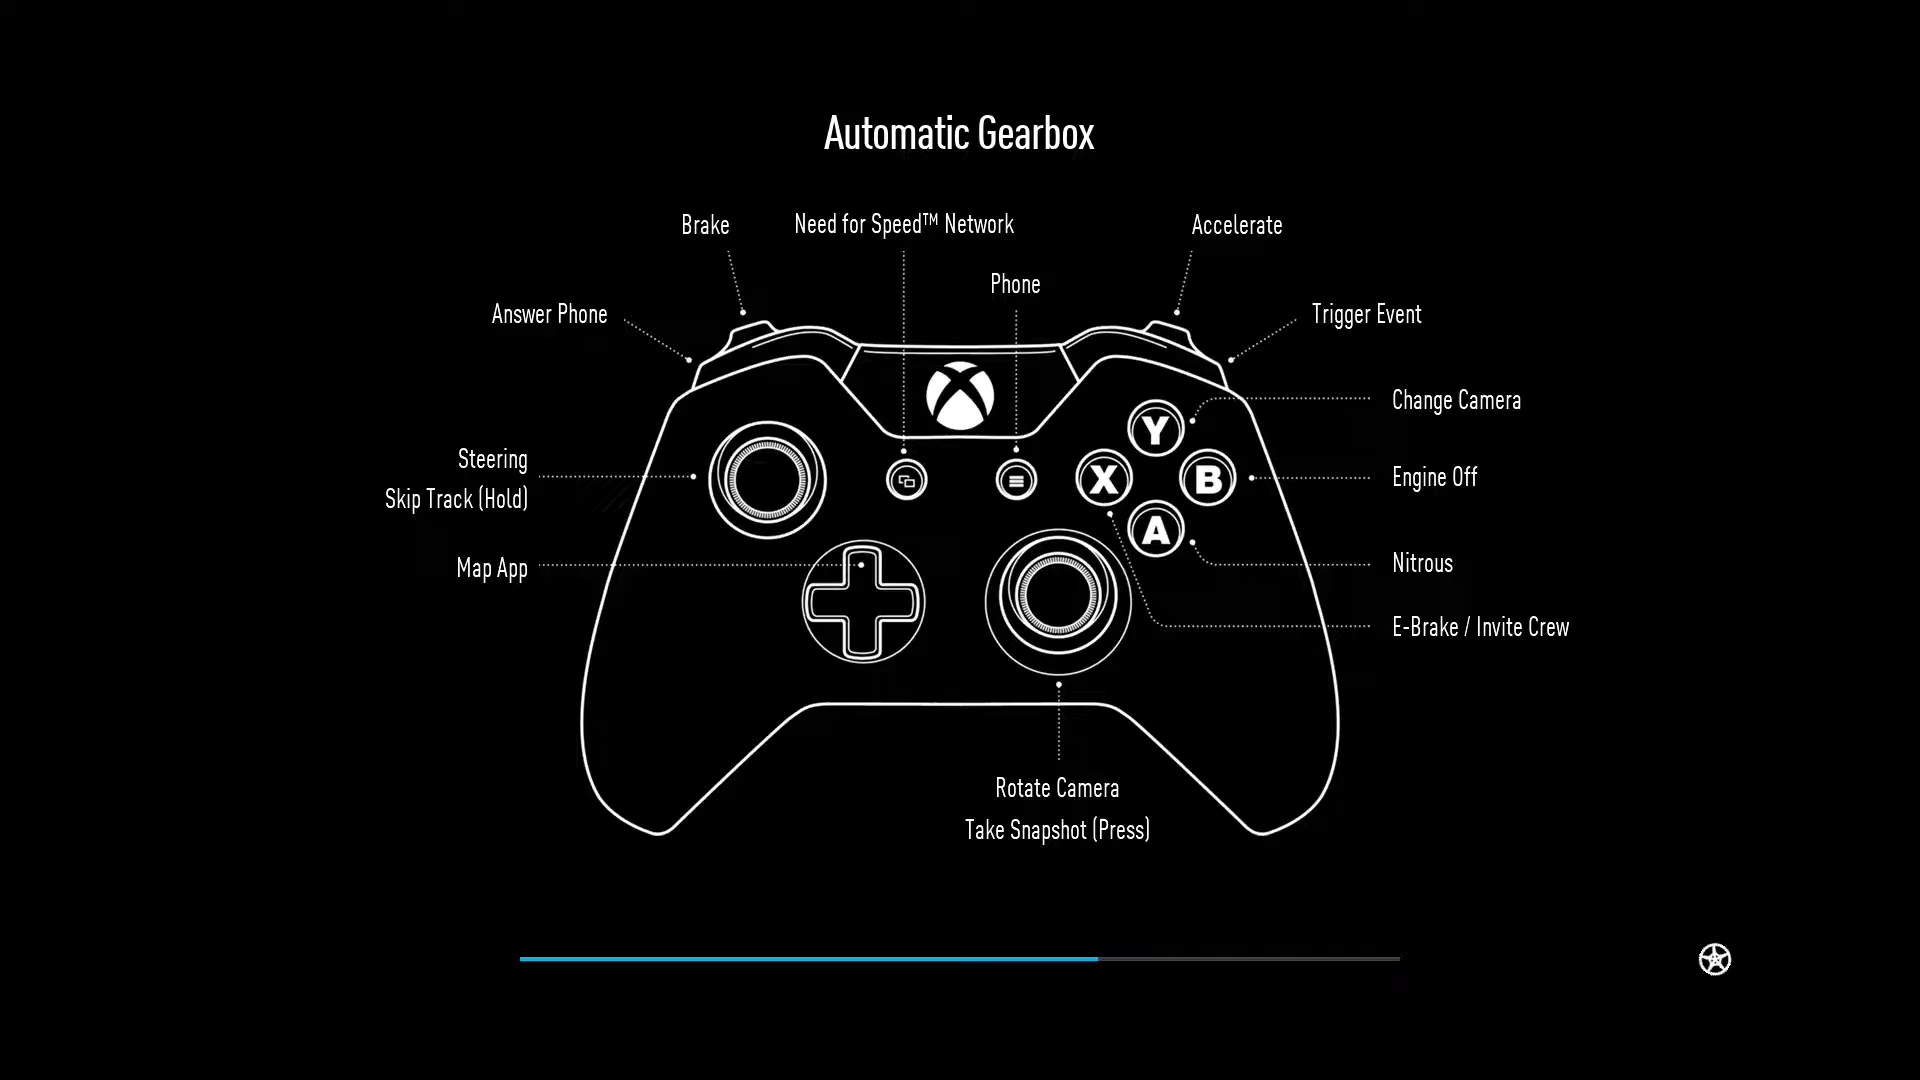 Automatic Gearbox
Brake
Need for Speed™ Network
Accelerate
Phone
Answer Phone
Trigger Event
Change Camera
Y
Steering
Skip Track (Hold)
X
B
Engine Off
A
Map App
Nitrous
E-Brake / Invite Crew
Rotate Camera
Take Snapshot (Press)